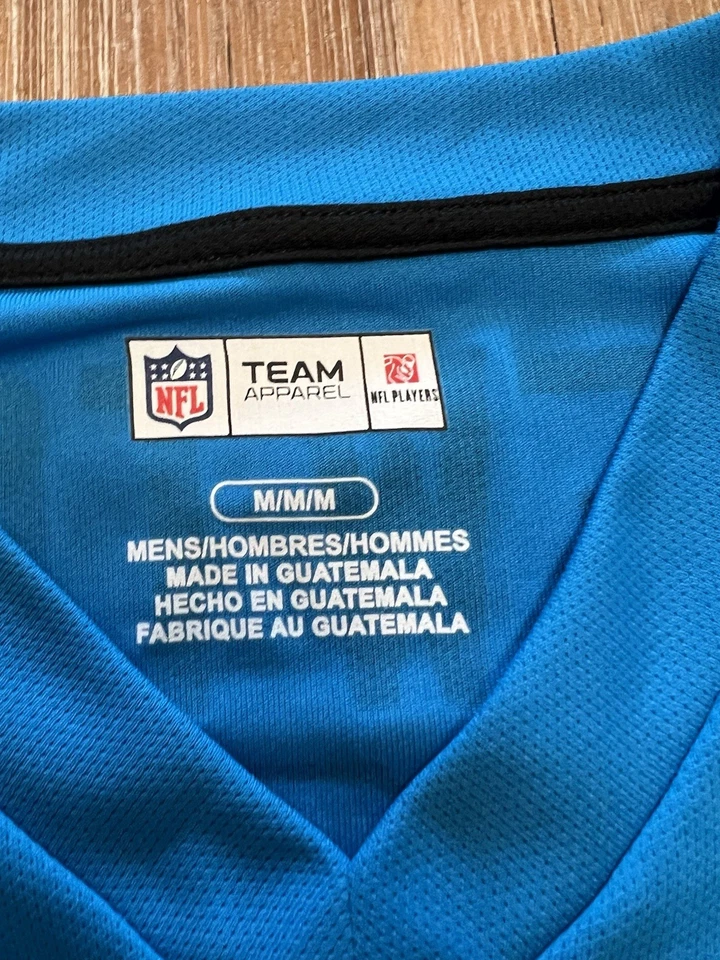 NFL
TEAM
APPAREL
NFL PLAYERS
M/M/M
MENS/HOMBRES/HOMMES
MADE IN GUATEMALA
HECHO EN GUATEMALA
FABRIQUE AU GUATEMALA